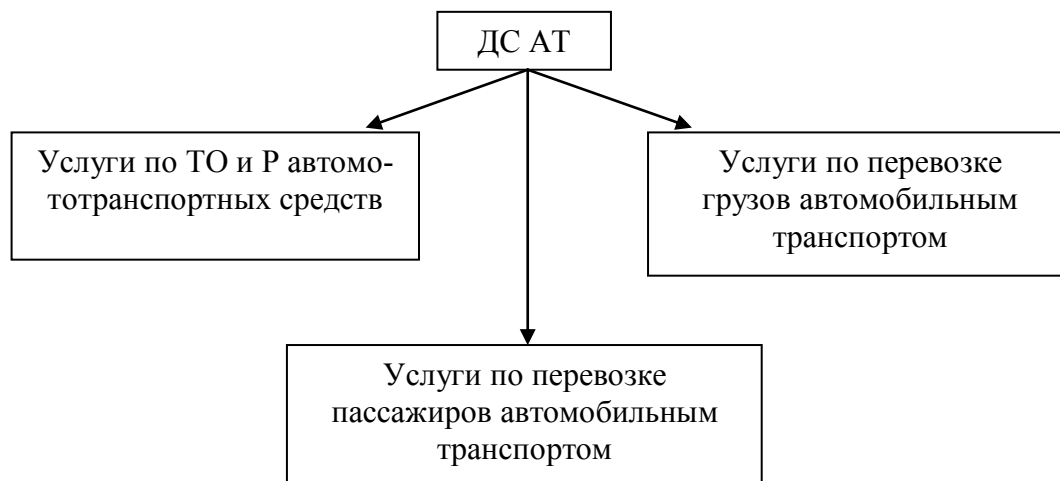 ДС АТ
Услуги по ТО и Р автомо-
тотранспортных средств
Услуги по перевозке
грузов автомобильным
транспортом
Услуги по перевозке
пассажиров автомобильным
транспортом